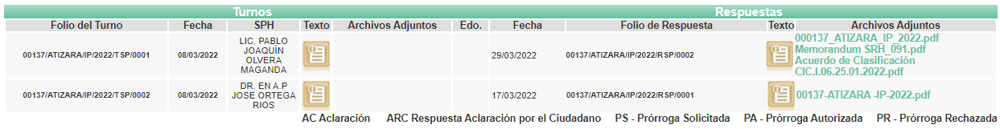 Turnos Respuestas
Folio del Turno Fecha SPH Texto Archivos Adjuntos Edo. Fecha Folio de Respuesta Texto Archivos Adjuntos
00137/ATIZARA/IP/2022/TSP/0001 08/03/2022 LIC. PABLO
JOAQUÍN
OLVERA
MAGANDA
29/03/2022 00137/ATIZARA/IP/2022/RSP/0002 000137_ATIZARA_IP_2022.pdf
Memorandum SRH_091.pdf
Acuerdo de Clasificación
CIC.I.06.25.01.2022.pdf
00137/ATIZARA/IP/2022/TSP/0002 08/03/2022 DR. EN A.P
JOSE ORTEGA
RIOS
17/03/2022 00137/ATIZARA/IP/2022/RSP/0001 00137-ATIZARA -IP-2022.pdf
AC Aclaración ARC Respuesta Aclaración por el Ciudadano PS - Prórroga Solicitada PA - Prórroga Autorizada PR - Prórroga Rechazada